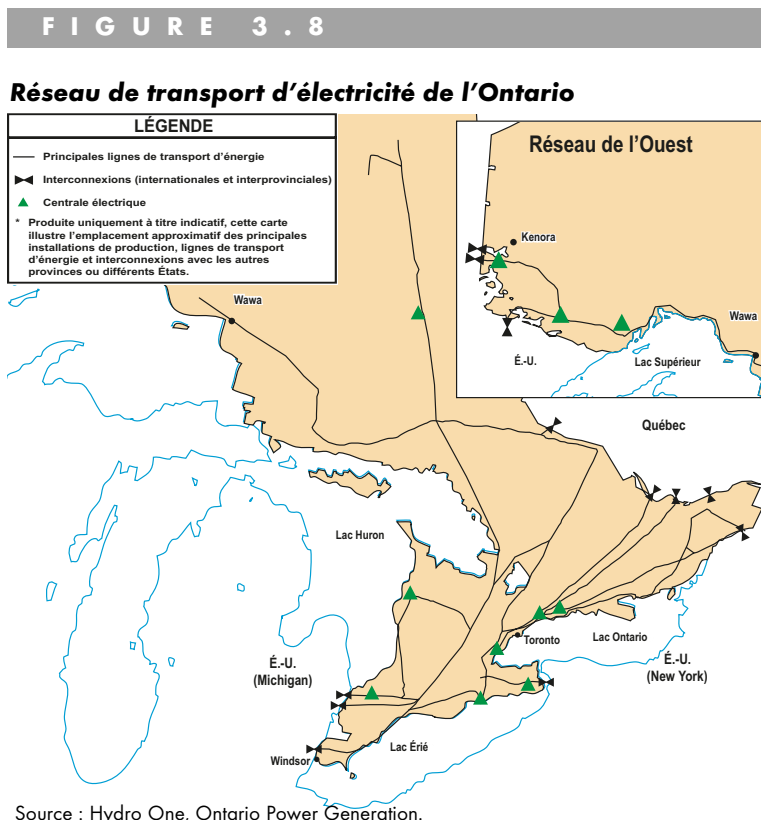 FIGURE 3.8
Réseau de transport d'électricité de l'Ontario
LÉGENDE
Principales lignes de transport d'énergie
Interconnexions (internationales et interprovinciales)
Centrale électrique
* Produite uniquement à titre indicatif, cette carte
illustre l'emplacement approximatif des principales
installations de production, lignes de transport
d'énergie et interconnexions avec les autres
provinces ou différents États.
Réseau de l'Ouest
Kenora
Wawa
É.-U.
Lac Supérieur
Wawa
Québec
Lac Huron
Toronto
Lac Ontario
É.-U.
(Michigan)
É.-U.
(New York)
Lac Érié
Windsor
Source : Hydro One, Ontario Power Generation.